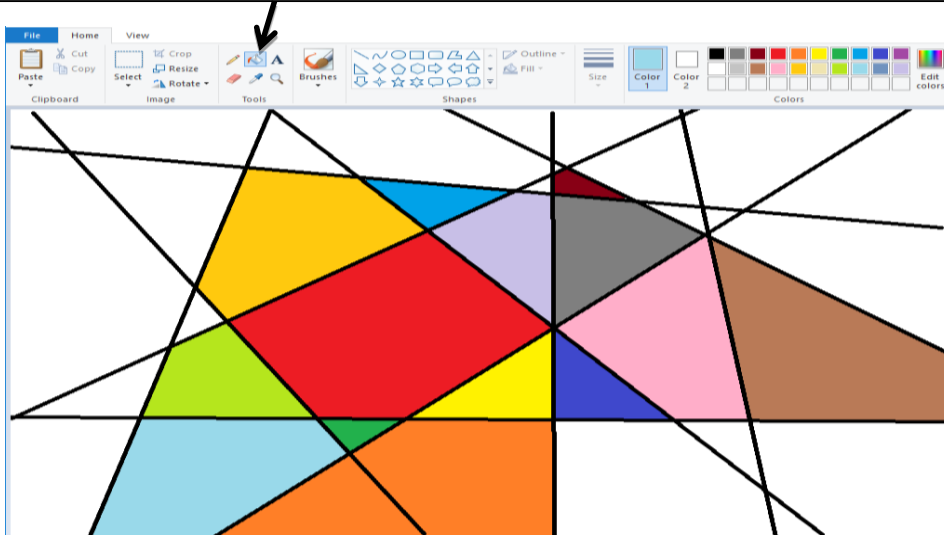 File Home View
Cut
Copy
Paste
Clipboard
Crop
Resize
Rotate
Select
Image
A
Tools
Brushes
Shapes
Outline
Fill
Size
Color
1
Color
2
Edit
colors
Colors